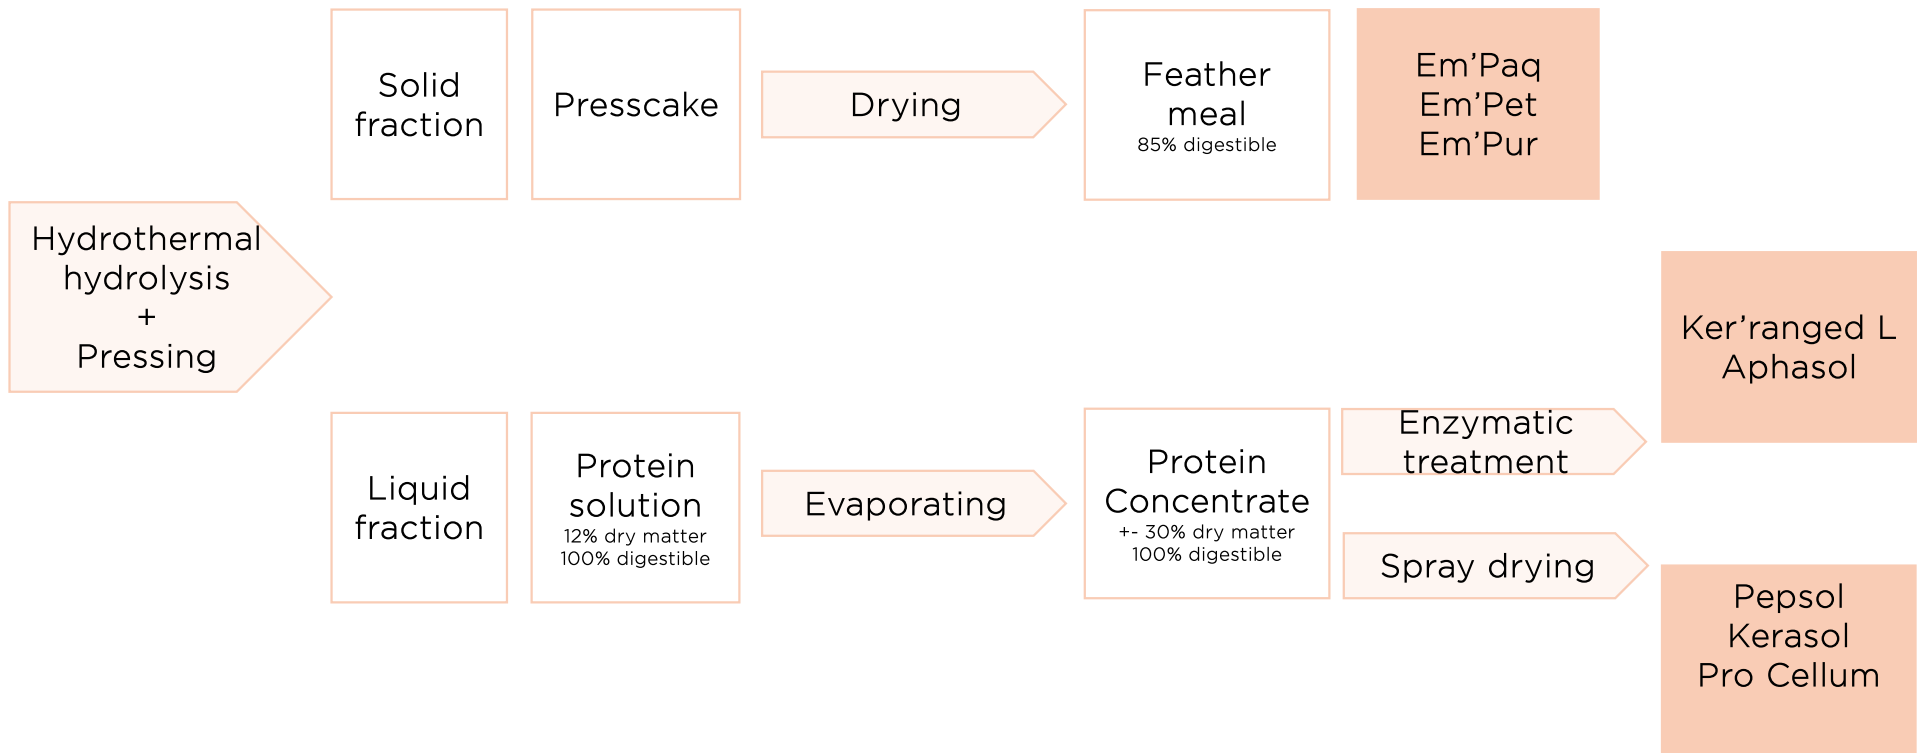 Hydrothermal
hydrolysis
+
Pressing
Solid
fraction
Presscake
Drying
Feather
meal
85% digestible
Em’Paq
Em’Pet
Em’Pur
Liquid
fraction
Protein
solution
12% dry matter
100% digestible
Evaporating
Protein
Concentrate
+- 30% dry matter
100% digestible
Enzymatic
treatment
Ker’ranged L
Aphasol
Spray drying
Pepsol
Kerasol
Pro Cellum